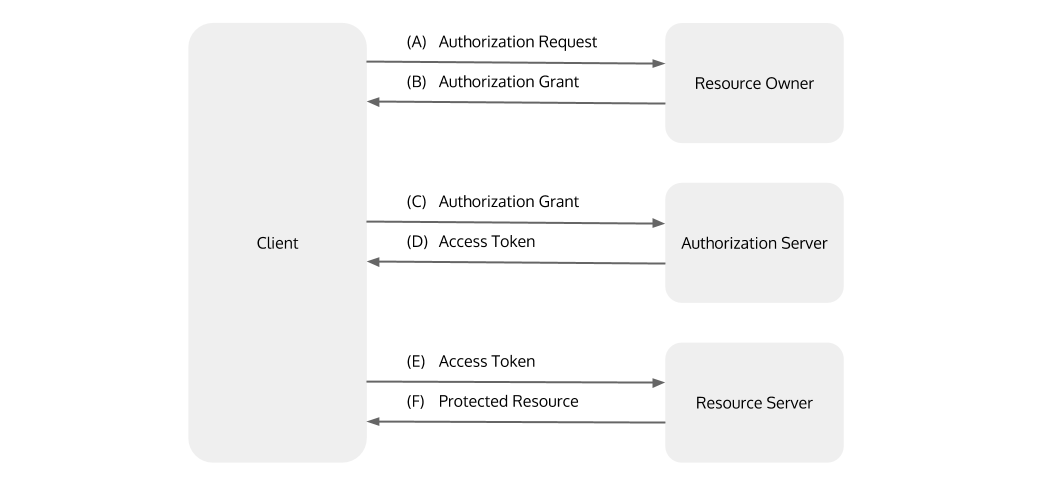 (A) Authorization Request
(B) Authorization Grant
Resource Owner
(C) Authorization Grant
(D) Access Token
Client
Authorization Server
(E) Access Token
(F) Protected Resource
Resource Server